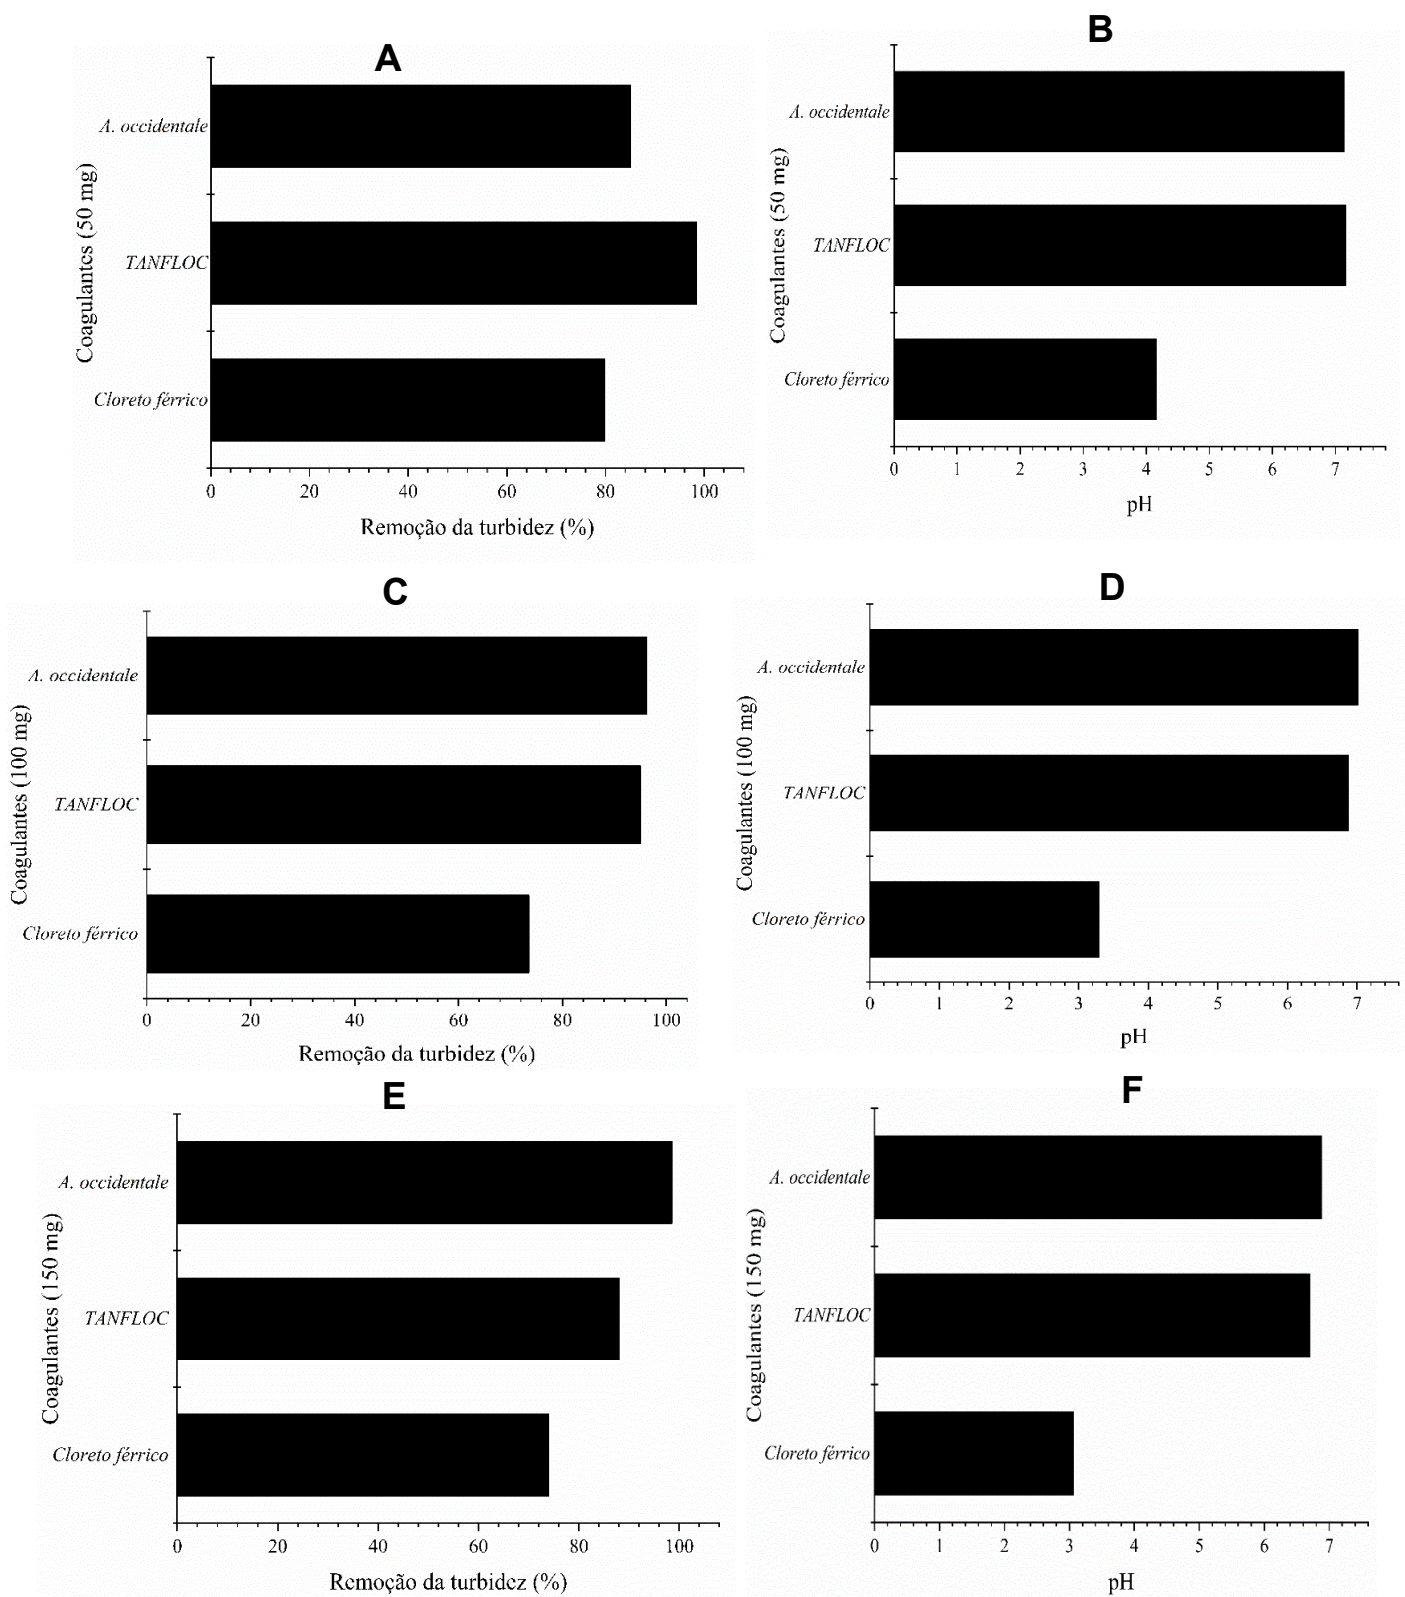 A
Coagulantes (50 mg)
A. occidentale
TANFLOC
Cloreto férrico
0 20 40 60 80 100
Remoção da turbidez (%)
B
Coagulantes (50 mg)
A. occidentale
TANFLOC
Cloreto férrico
0 1 2 3 4 5 6 7
pH
C
Coagulantes (100 mg)
A. occidentale
TANFLOC
Cloreto férrico
0 20 40 60 80 100
Remoção da turbidez (%)
D
Coagulantes (100 mg)
A. occidentale
TANFLOC
Cloreto férrico
0 1 2 3 4 5 6 7
pH
E
Coagulantes (150 mg)
A. occidentale
TANFLOC
Cloreto férrico
0 20 40 60 80 100
Remoção da turbidez (%)
F
Coagulantes (150 mg)
A. occidentale
TANFLOC
Cloreto férrico
0 1 2 3 4 5 6 7
pH